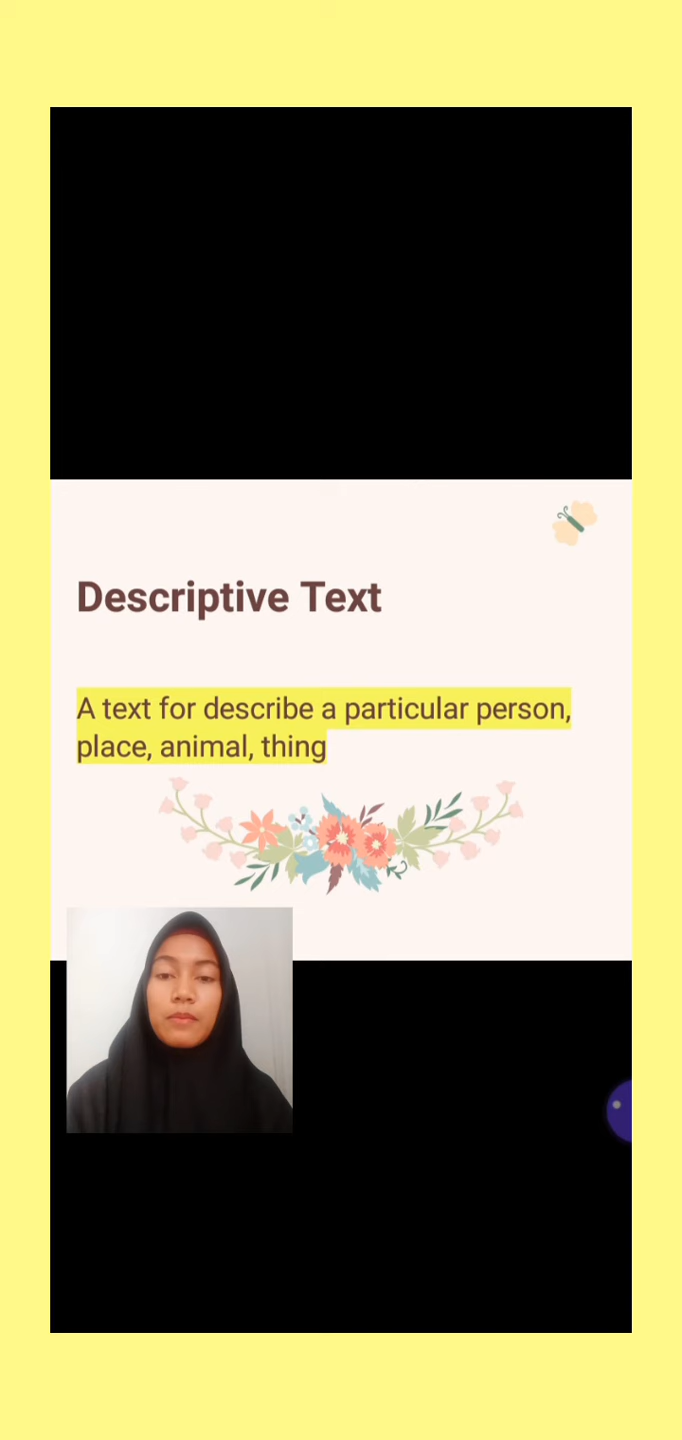 Descriptive Text
A text for describe a particular person,
place, animal, thing